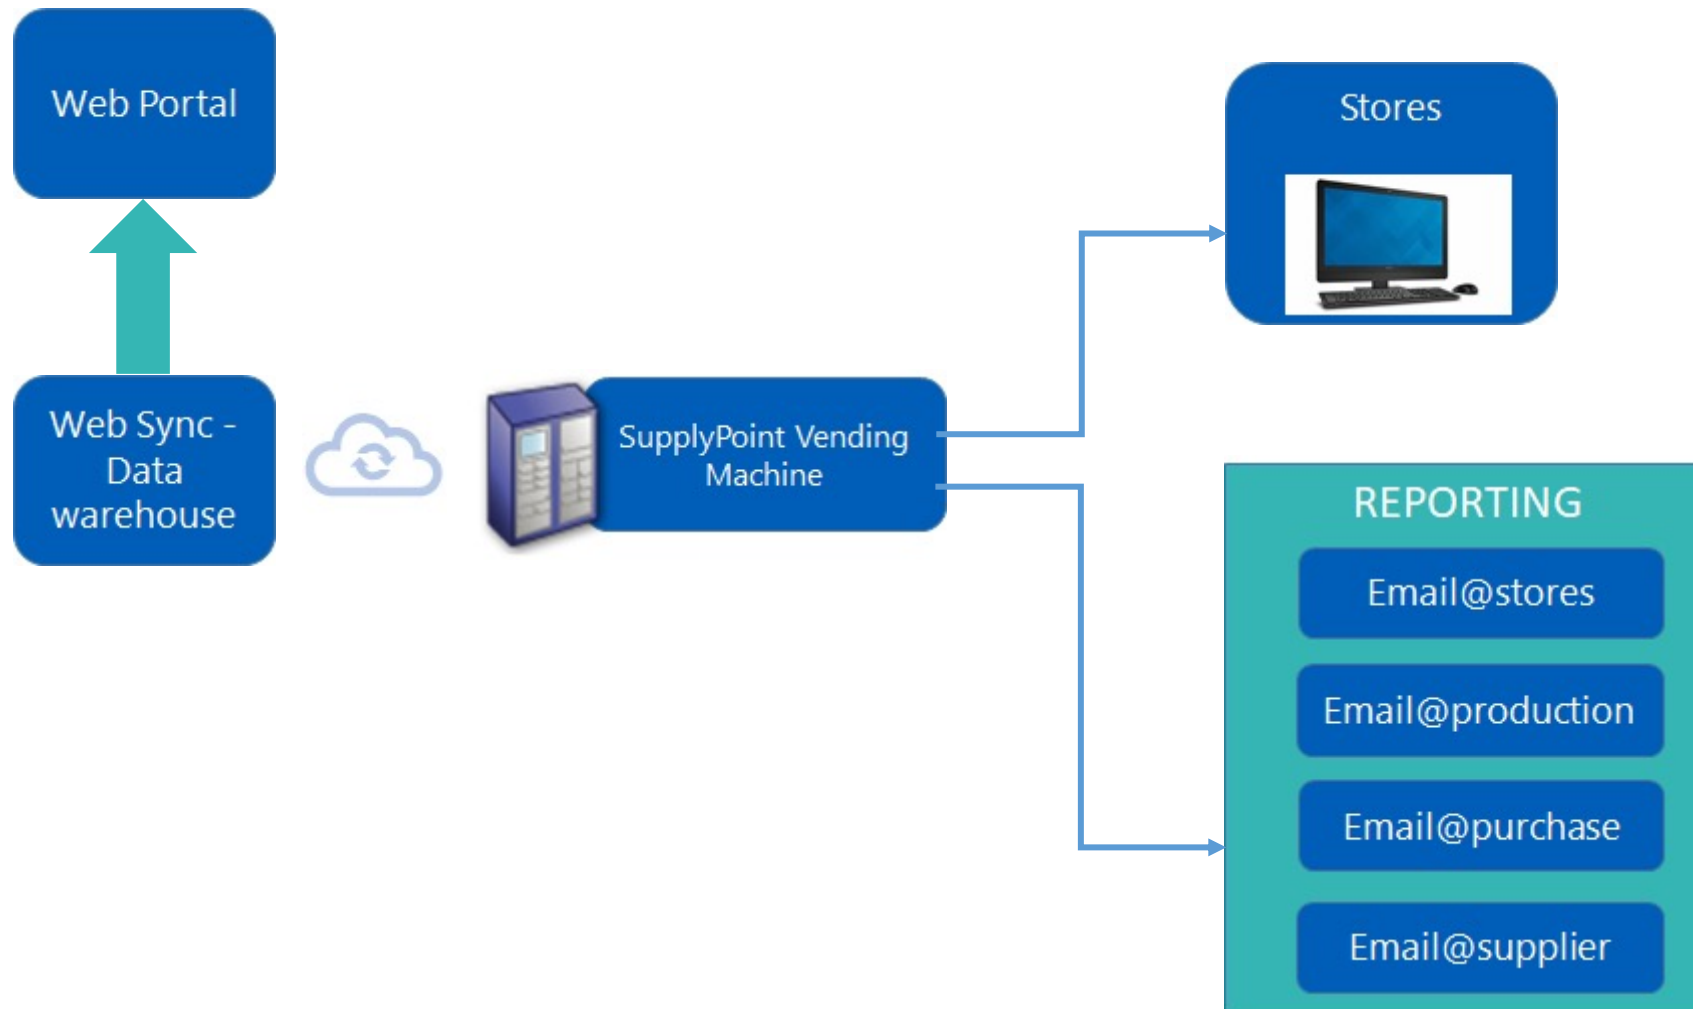 Web Portal
Stores
Web Sync -
Data
warehouse
SupplyPoint Vending
Machine
REPORTING
Email@stores
Email@production
Email@purchase
Email@supplier